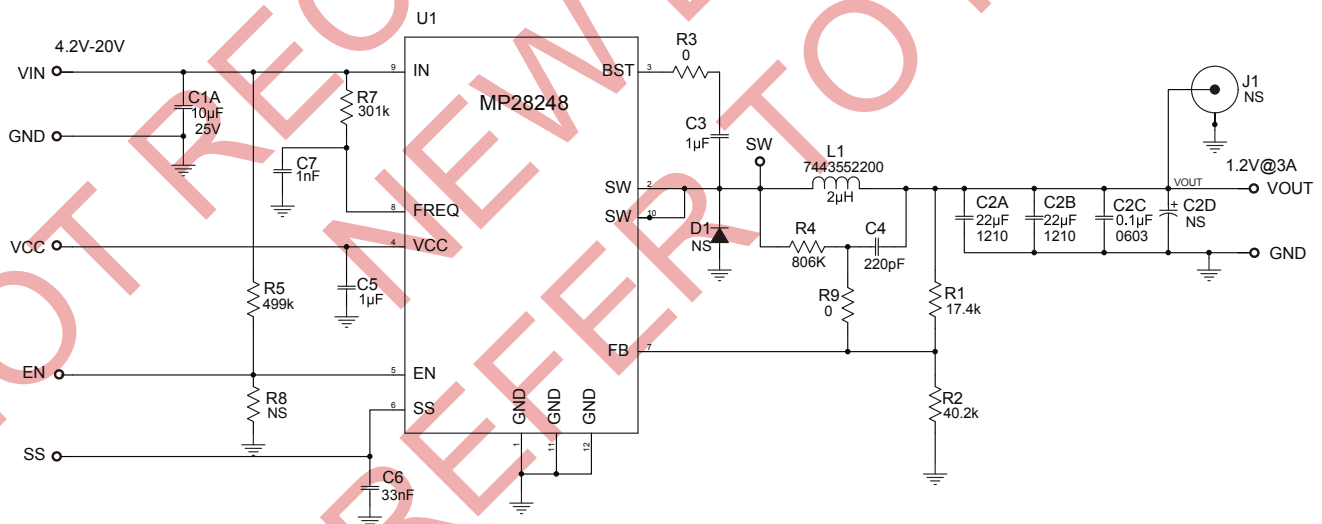 U1
4.2V-20V
VIN
GND
VCC
EN
SS
C1A
10µF
25V
R7
301k
C7
1nF
R5
499k
C5
1µF
R8
NS
C6
33nF
9
8
4
5
6
IN
FREQ
VCC
EN
SS
MP28248
BST
SW
SW
FB
GND
GND
GND
1
11
12
3
2
10
7
R3
0
C3
1µF
SW
L1
7443552200
2µH
D1
NS
R4
806K
C4
220pF
R9
0
R1
17.4k
R2
40.2k
C2A
22µF
1210
C2B
22µF
1210
C2C
0.1µF
0603
+
C2D
NS
J1
NS
1.2V@3A
VOUT
VOUT
GND
NOT REC
NEW
REFER TO